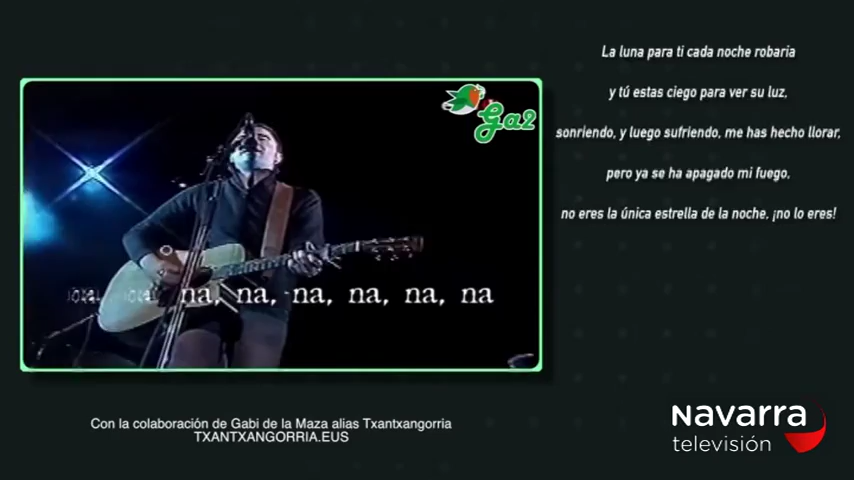 La luna para ti cada noche robaría
y tú estas ciego para ver su luz,
sonriendo, y luego sufriendo, me has hecho llorar,
pero ya se ha apagado mi fuego,
no eres la única estrella de la noche, ¡no lo eres!
Ga2
na, na, na, na, na, na
Con la colaboración de Gabi de la Maza alias Txantxangorria
TXANTXANGORRIA.EUS
Navarra
televisión